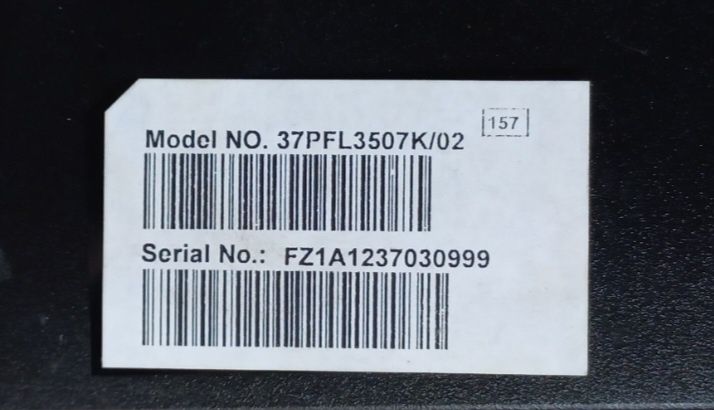 157
Model NO. 37PFL3507K/02
Serial No.: FZ1A1237030999